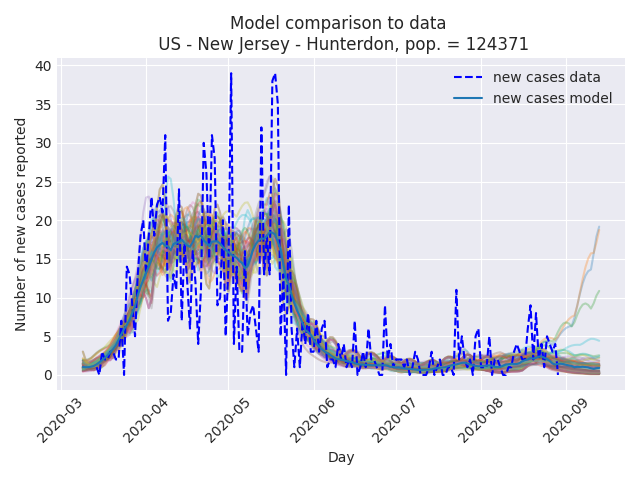 Model comparison to data
US - New Jersey - Hunterdon, pop. = 124371
new cases data
new cases model
Number of new cases reported
40
35
30
25
20
15
10
5
0
2020-03
2020-04
2020-05
2020-06
2020-07
2020-08
2020-09
Day